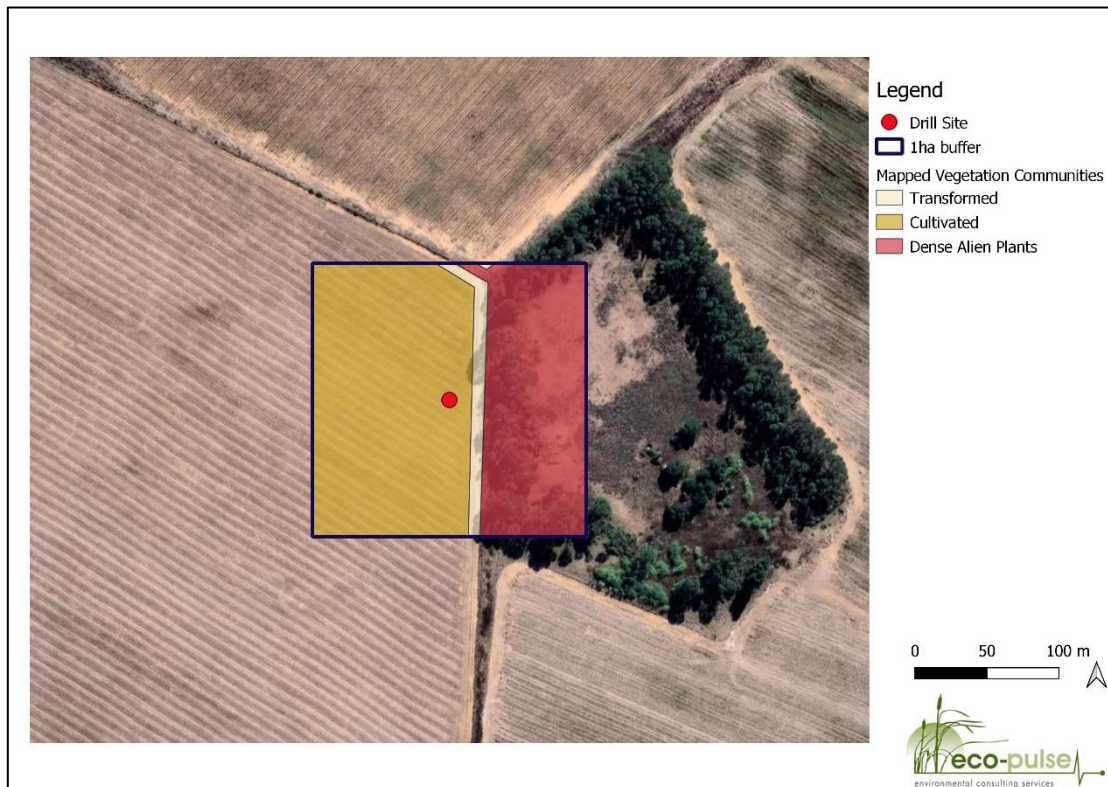 Legend
Drill Site
1ha buffer
Mapped Vegetation Communities
Transformed
Cultivated
Dense Alien Plants
0 50 100 m
eco-pulse
environmental consulting services